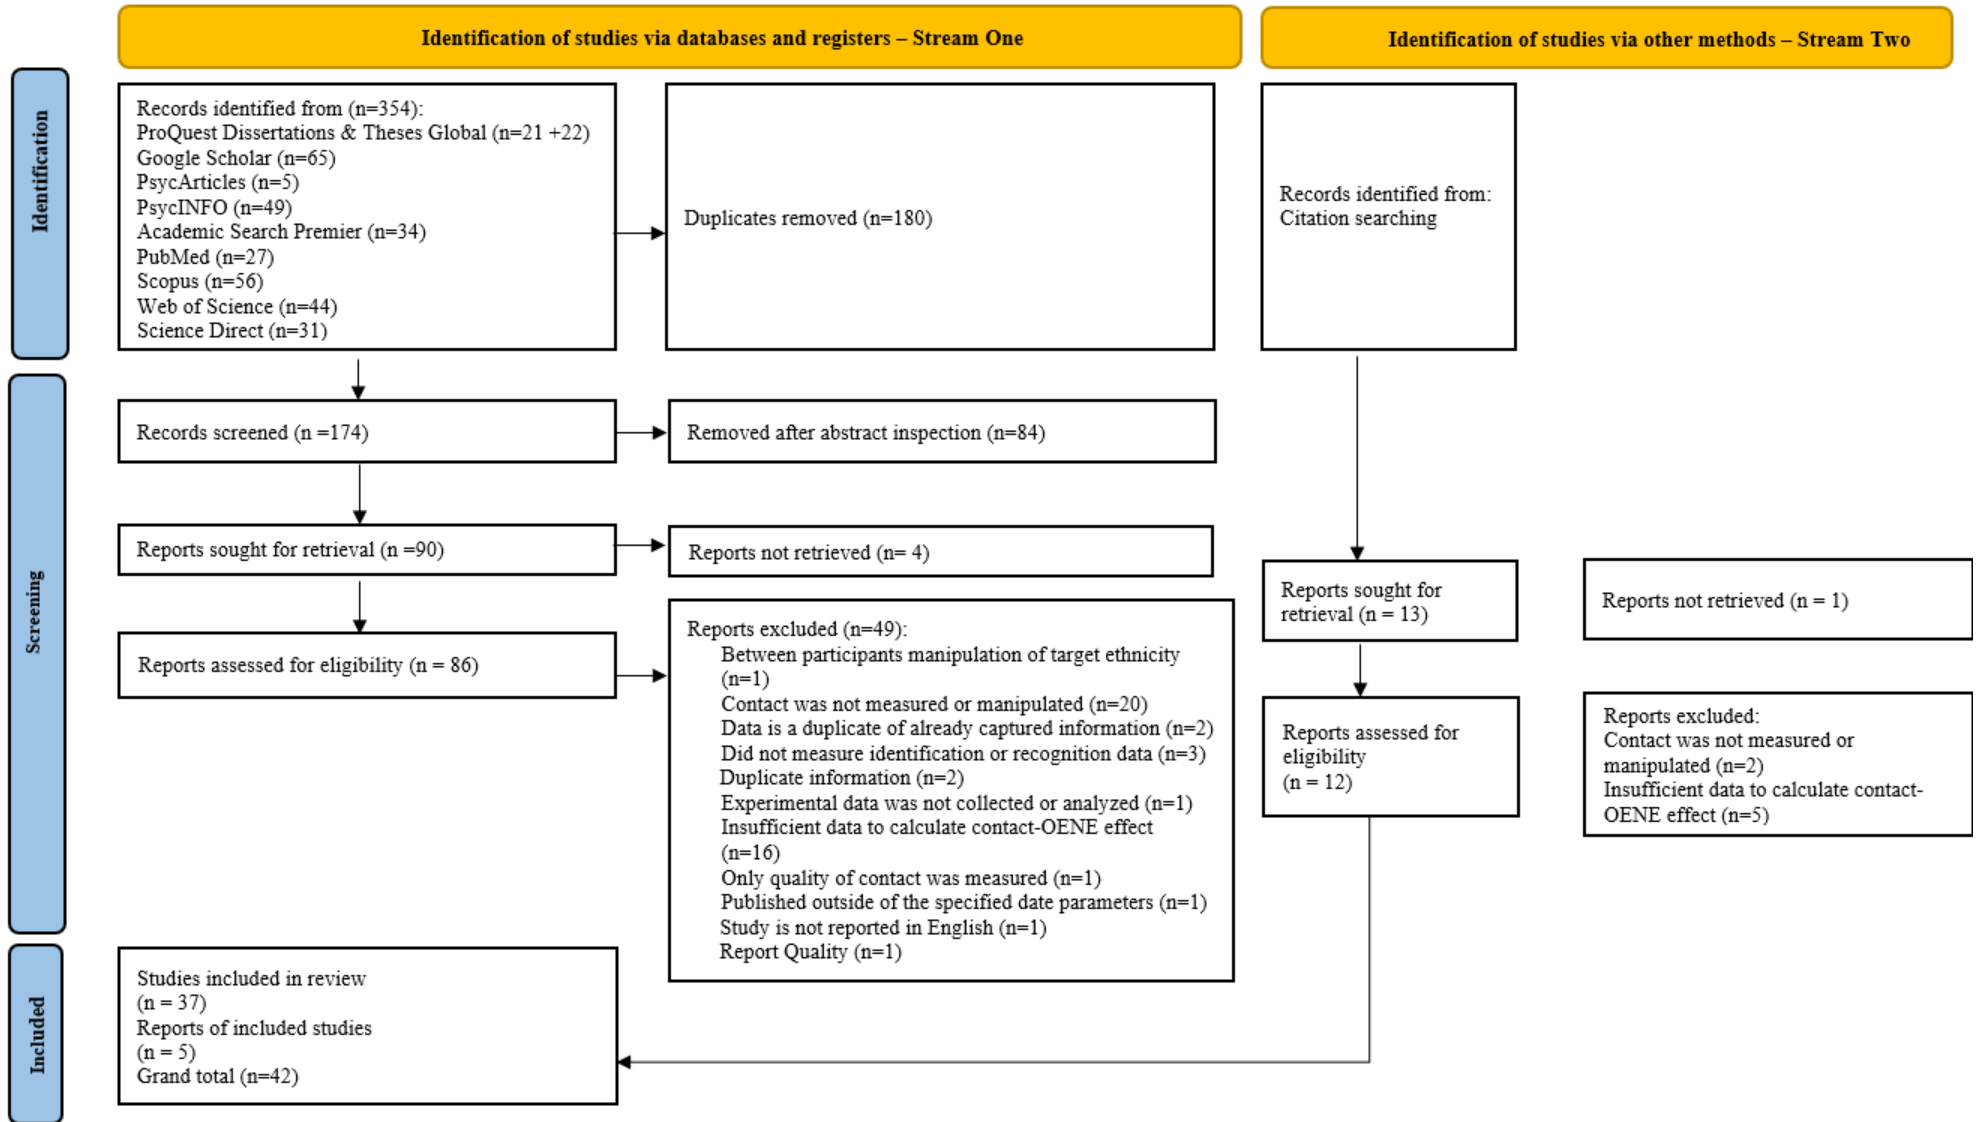 Identification of studies via databases and registers – Stream One
Identification of studies via other methods – Stream Two
Identification
Records identified from (n=354):
ProQuest Dissertations & Theses Global (n=21 +22)
Google Scholar (n=65)
PsycArticles (n=5)
PsycINFO (n=49)
Academic Search Premier (n=34)
PubMed (n=27)
Scopus (n=56)
Web of Science (n=44)
Science Direct (n=31)
Duplicates removed (n=180)
Records identified from:
Citation searching
Screening
Records screened (n =174)
Removed after abstract inspection (n=84)
Reports sought for retrieval (n =90)
Reports not retrieved (n= 4)
Reports sought for
retrieval (n = 13)
Reports not retrieved (n = 1)
Reports assessed for eligibility (n = 86)
Reports excluded (n=49):
Between participants manipulation of target ethnicity
(n=1)
Contact was not measured or manipulated (n=20)
Data is a duplicate of already captured information (n=2)
Did not measure identification or recognition data (n=3)
Duplicate information (n=2)
Experimental data was not collected or analyzed (n=1)
Insufficient data to calculate contact-OENE effect
(n=16)
Only quality of contact was measured (n=1)
Published outside of the specified date parameters (n=1)
Study is not reported in English (n=1)
Report Quality (n=1)
Reports assessed for
eligibility
(n = 12)
Reports excluded:
Contact was not measured or
manipulated (n=2)
Insufficient data to calculate contact-
OENE effect (n=5)
Included
Studies included in review
(n = 37)
Reports of included studies
(n = 5)
Grand total (n=42)